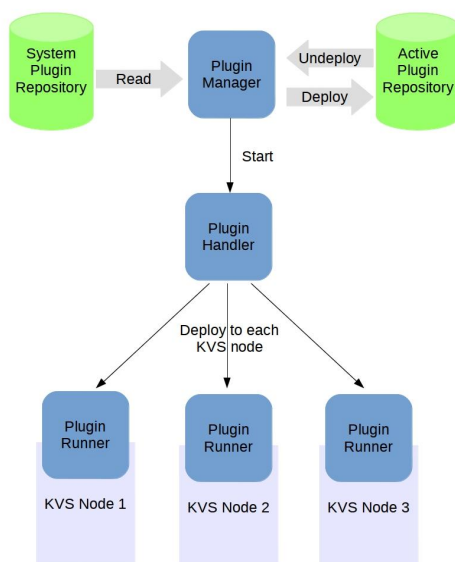 System
Plugin
Repository
Read
Plugin
Manager
Undeploy
Deploy
Active
Plugin
Repository
Start
Plugin
Handler
Deploy to each
KVS node
Plugin
Runner
KVS Node 1
Plugin
Runner
KVS Node 2
Plugin
Runner
KVS Node 3